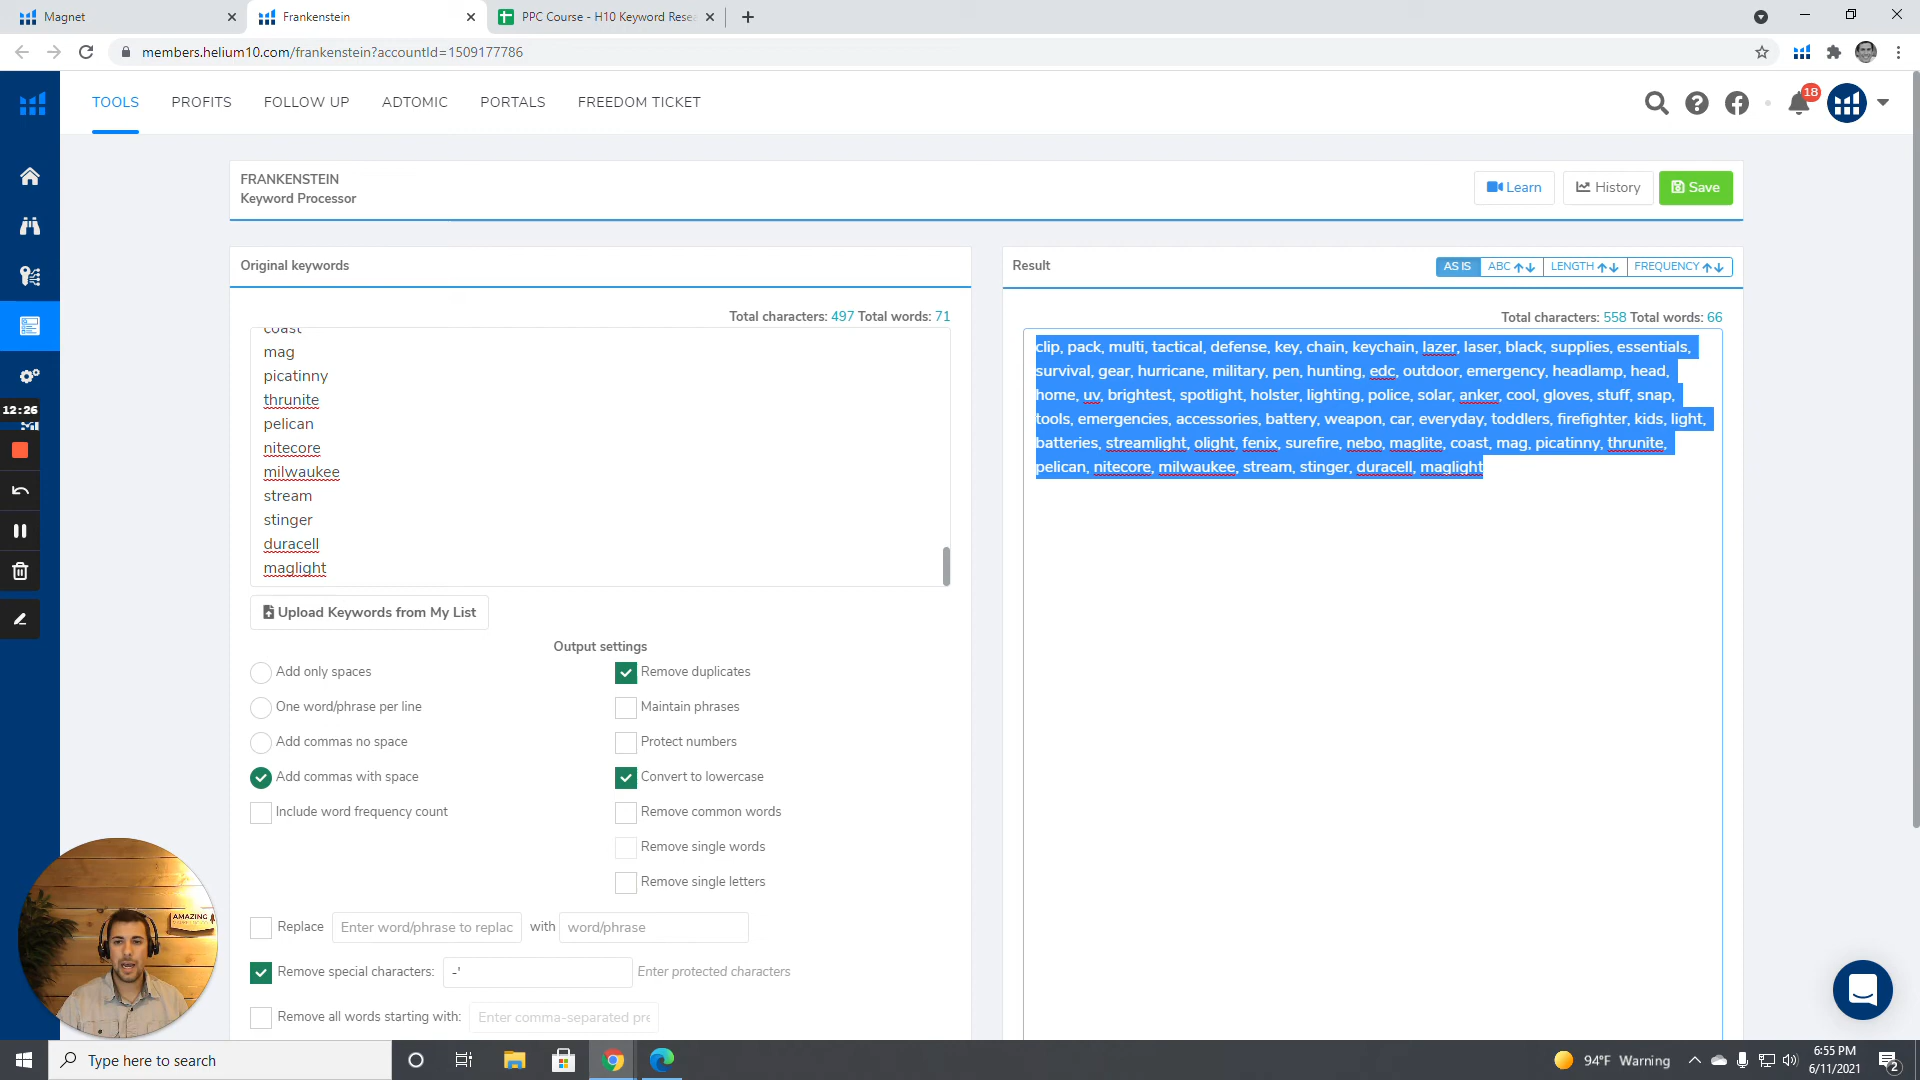 Magnet
Frankenstein
PPC Course - H10 Keyword Resea
members.helium10.com/frankenstein?accountId=1509177786
TOOLS
PROFITS
FOLLOW UP
ADTOMIC
PORTALS
FREEDOM TICKET
18
FRANKENSTEIN
Keyword Processor
Learn
History
Save
Original keywords
Total characters: 497 Total words: 71
coast
mag
picatinny
thrunite
pelican
nitecore
milwaukee
stream
stinger
duracell
maglight
Upload Keywords from My List
Output settings
Add only spaces
One word/phrase per line
Add commas no space
Add commas with space
Include word frequency count
Remove duplicates
Maintain phrases
Protect numbers
Convert to lowercase
Remove common words
Remove single words
Remove single letters
Replace
Enter word/phrase to replac
with
word/phrase
Remove special characters:
-'
Enter protected characters
Remove all words starting with:
Enter comma-separated pre
Result
AS IS
ABC
LENGTH
FREQUENCY
Total characters: 558 Total words: 66
clip, pack, multi, tactical, defense, key, chain, keychain, lazer, laser, black, supplies, essentials,
survival, gear, hurricane, military, pen, hunting, edc, outdoor, emergency, headlamp, head,
home, uv, brightest, spotlight, holster, lighting, police, solar, anker, cool, gloves, stuff, snap,
tools, emergencies, accessories, battery, weapon, car, everyday, toddlers, firefighter, kids, light,
batteries, streamlight, olight, fenix, surefire, nebo, maglite, coast, mag, picatinny, thrunite,
pelican, nitecore, milwaukee, stream, stinger, duracell, maglight
12:26
AMAZING
Type here to search
94°F Warning
6:55 PM
6/11/2021
2